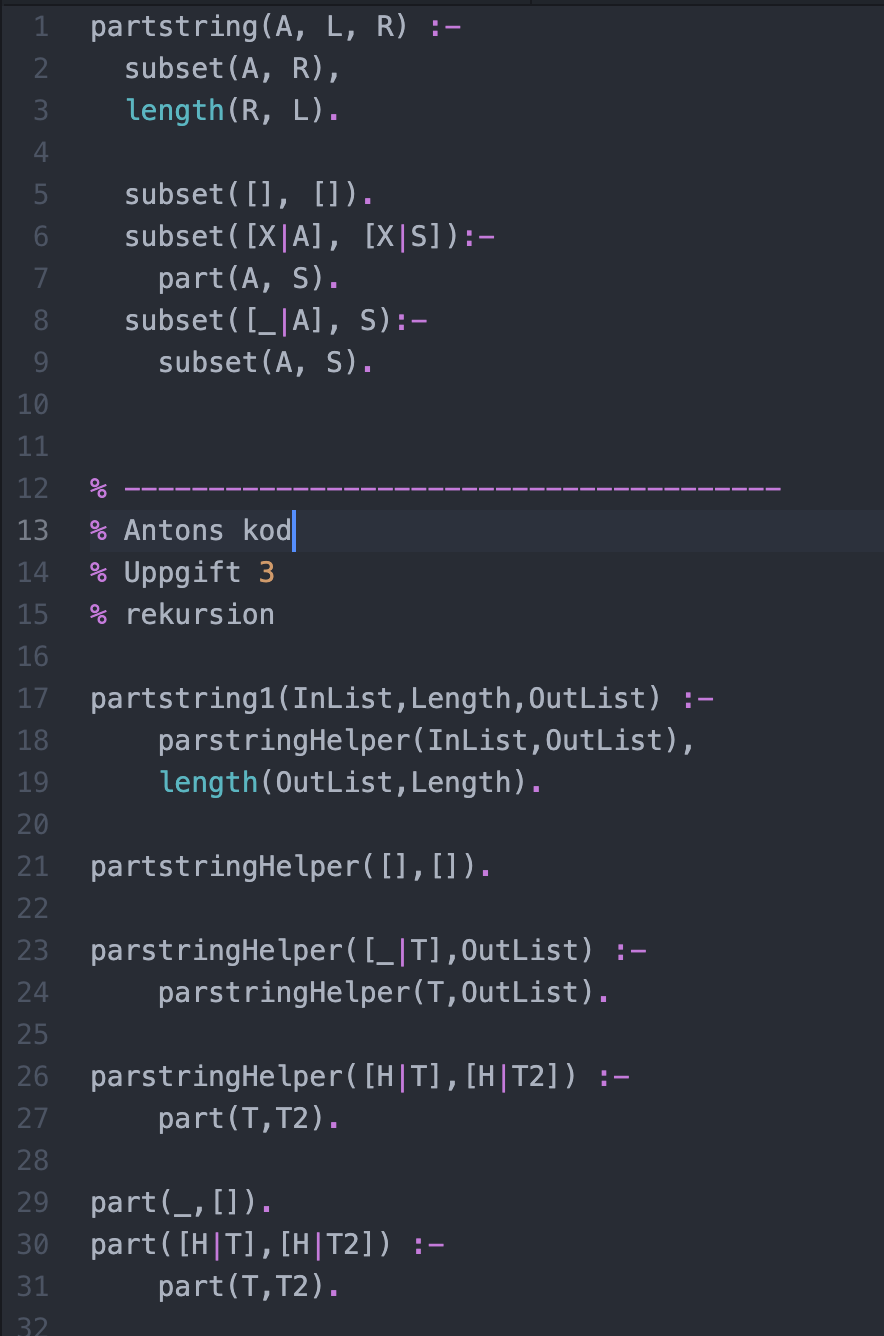 1 partstring(A, L, R) :-
2   subset(A, R),
3   length(R, L).
4
5   subset([], []).
6   subset([X|A], [X|S]):-
7     part(A, S).
8   subset([_|A], S):-
9     subset(A, S).
10
11
12 % ---------------------------------------
13 % Antons kod
14 % Uppgift 3
15 % rekursion
16
17 partstring1(InList,Length,OutList) :-
18     parstringHelper(InList,OutList),
19     length(OutList,Length).
20
21 partstringHelper([],[]).
22
23 parstringHelper([_|T],OutList) :-
24     parstringHelper(T,OutList).
25
26 parstringHelper([H|T],[H|T2]) :-
27     part(T,T2).
28
29 part(_,[]).
30 part([H|T],[H|T2]) :-
31     part(T,T2).
32